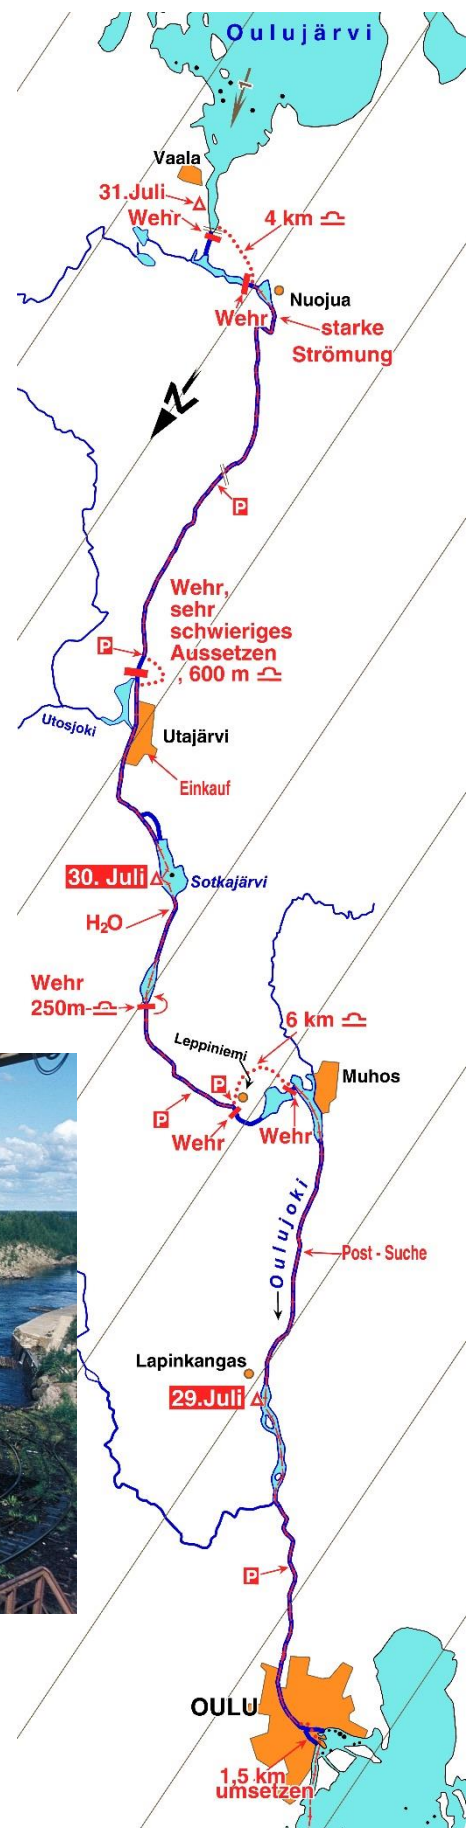 Oulujärvi
1
Vaala
31.Juli
Wehr
4 km
Nuojua
Wehr
starke
Strömung
N
P
Wehr,
sehr
schwieriges
Aussetzen
, 600 m
P
Utosjoki
Utajärvi
Einkauf
30. Juli
Sotkajärvi
H₂O
Wehr
250m
6 km
Leppiniemi
Muhos
P
P
Wehr
Wehr
Oulujoki
Post - Suche
Lapinkangas
29.Juli
P
OULU
1,5 km
umsetzen